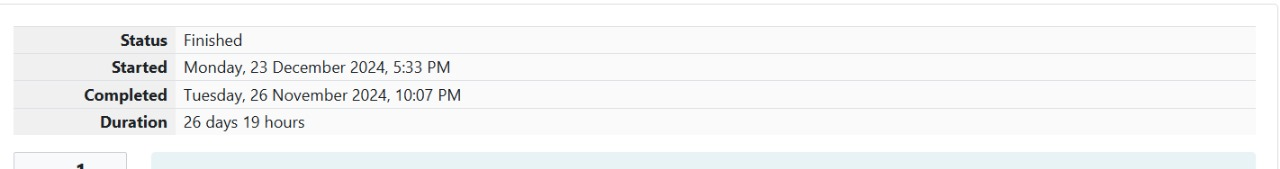 Status Finished
Started Monday, 23 December 2024, 5:33 PM
Completed Tuesday, 26 November 2024, 10:07 PM
Duration 26 days 19 hours